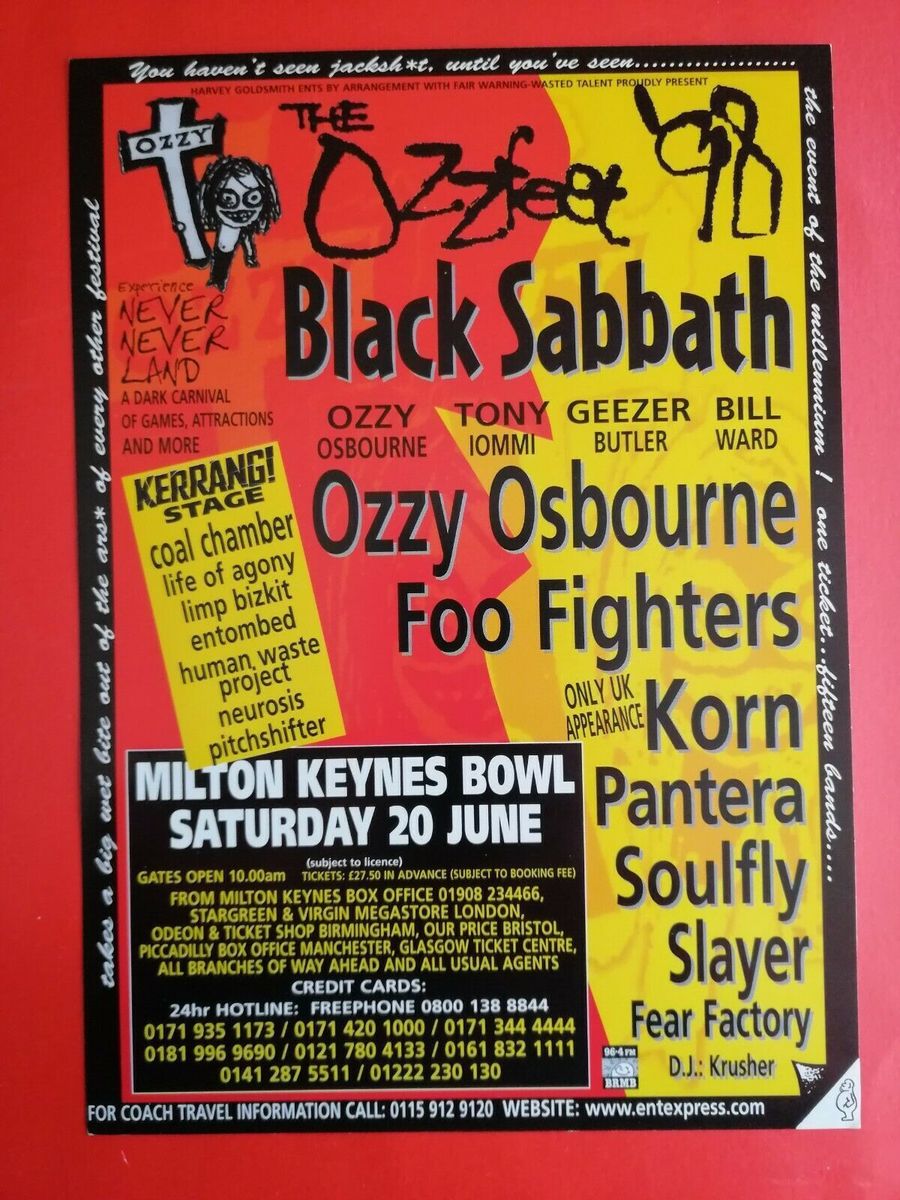 You haven't seen jacksh*t, until you've seen...................
the event of the millennium ! one ticket...fifteen bands....
takes a big wet bite out of the ars* of every other festival
HARVEY GOLDSMITH ENTS BY ARRANGEMENT WITH FAIR WARNING-WASTED TALENT PROUDLY PRESENT
OZZY
THE
Ozzfest 98
Experience
NEVER
NEVER
LAND
A DARK CARNIVAL
OF GAMES, ATTRACTIONS
AND MORE
Black Sabbath
OZZY TONY GEEZER BILL
OSBOURNE IOMMI BUTLER WARD
Ozzy Osbourne
Foo Fighters
ONLY UK
APPEARANCE
Korn
Pantera
Soulfly
Slayer
Fear Factory
D.J.: Krusher
KERRANG!
STAGE
coal chamber
life of agony
limp bizkit
entombed
human waste
project
neurosis
pitchshifter
MILTON KEYNES BOWL
SATURDAY 20 JUNE
(subject to licence)
GATES OPEN 10.00am TICKETS: £27.50 IN ADVANCE (SUBJECT TO BOOKING FEE)
FROM MILTON KEYNES BOX OFFICE 01908 234466,
STARGREEN & VIRGIN MEGASTORE LONDON,
ODEON & TICKET SHOP BIRMINGHAM, OUR PRICE BRISTOL,
PICCADILLY BOX OFFICE MANCHESTER, GLASGOW TICKET CENTRE,
ALL BRANCHES OF WAY AHEAD AND ALL USUAL AGENTS
CREDIT CARDS:
24hr HOTLINE: FREEPHONE 0800 138 8844
0171 935 1173 / 0171 420 1000 / 0171 344 4444
0181 996 9690 / 0121 780 4133 / 0161 832 1111
0141 287 5511 / 01222 230 130
96·4 FM
BRMB
FOR COACH TRAVEL INFORMATION CALL: 0115 912 9120 WEBSITE: www.entexpress.com